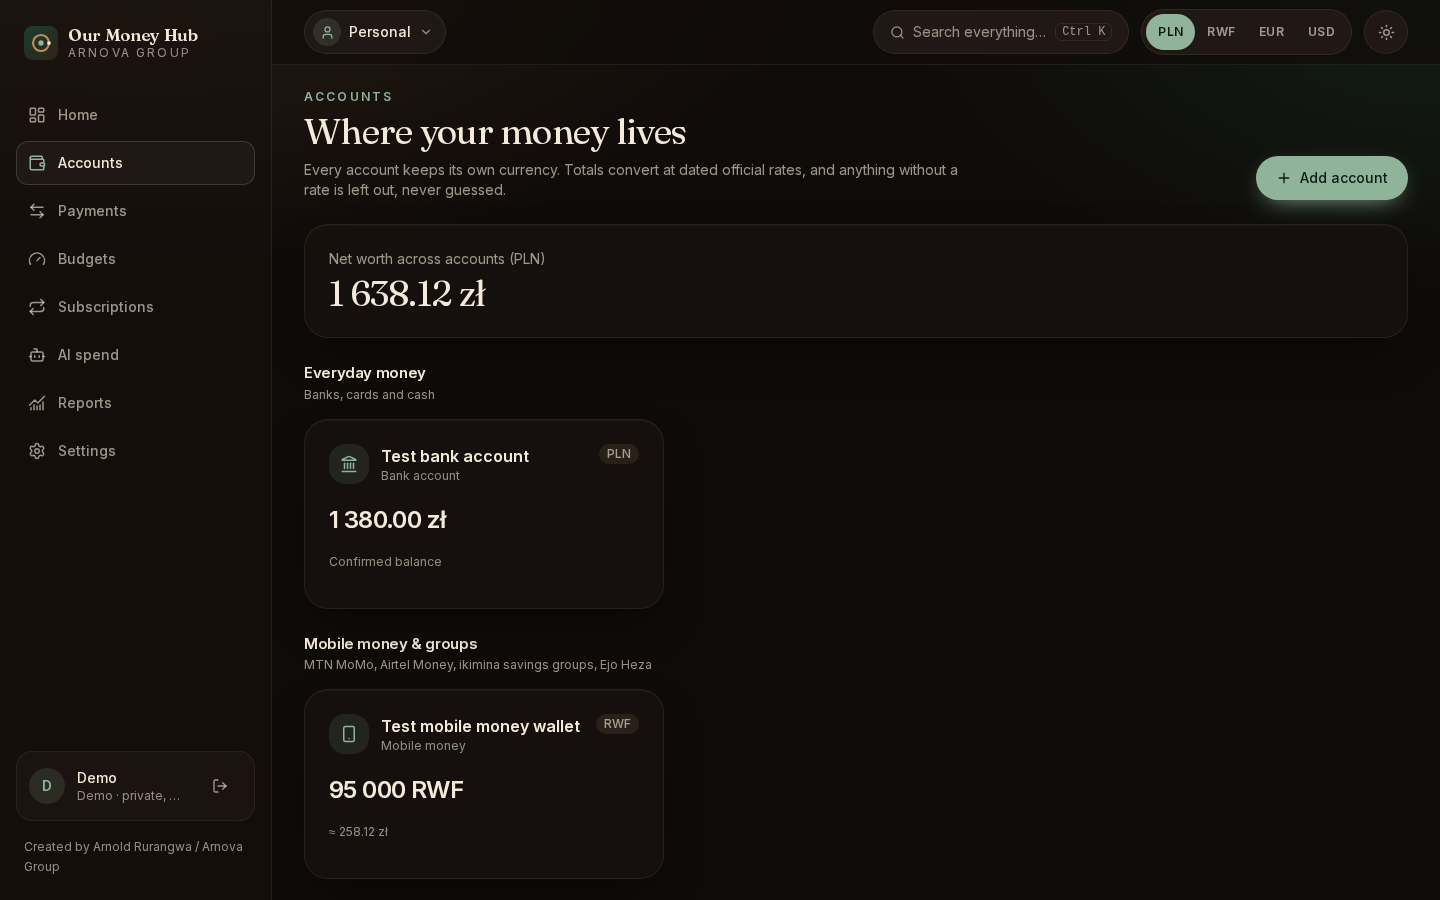 Our Money Hub
ARNOVA GROUP
Home
Accounts
Payments
Budgets
Subscriptions
AI spend
Reports
Settings
D
Demo
Demo · private, …
Created by Arnold Rurangwa / Arnova
Group
Personal
Search everything…
Ctrl K
PLN
RWF
EUR
USD
ACCOUNTS
Where your money lives
Every account keeps its own currency. Totals convert at dated official rates, and anything without a
rate is left out, never guessed.
Add account
Net worth across accounts (PLN)
1 638.12 zł
Everyday money
Banks, cards and cash
Test bank account
PLN
Bank account
1 380.00 zł
Confirmed balance
Mobile money & groups
MTN MoMo, Airtel Money, ikimina savings groups, Ejo Heza
Test mobile money wallet
RWF
Mobile money
95 000 RWF
≈ 258.12 zł